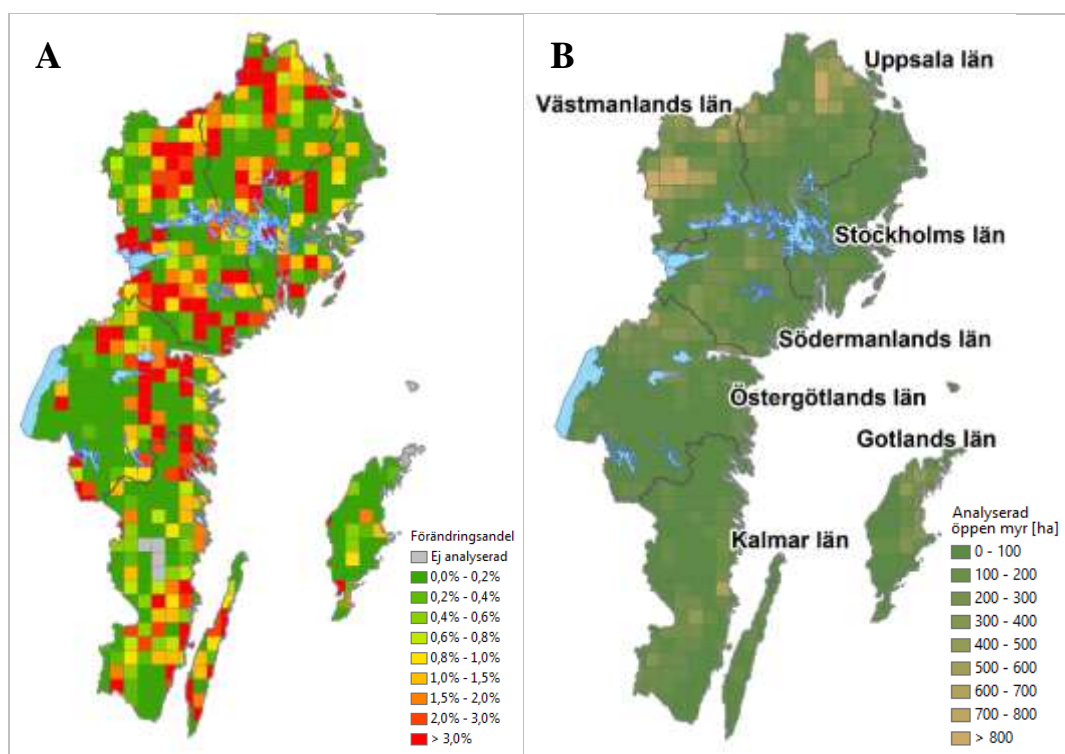 A
B
Uppsala län
Västmanlands län
Stockholms län
Södermanlands län
Östergötlands län
Gotlands län
Kalmar län
Förändringsandel
Ej analyserad
0,0% - 0,2%
0,2% - 0,4%
0,4% - 0,6%
0,6% - 0,8%
0,8% - 1,0%
1,0% - 1,5%
1,5% - 2,0%
2,0% - 3,0%
> 3,0%
Analyserad
öppen myr [ha]
0 - 100
100 - 200
200 - 300
300 - 400
400 - 500
500 - 600
600 - 700
700 - 800
> 800